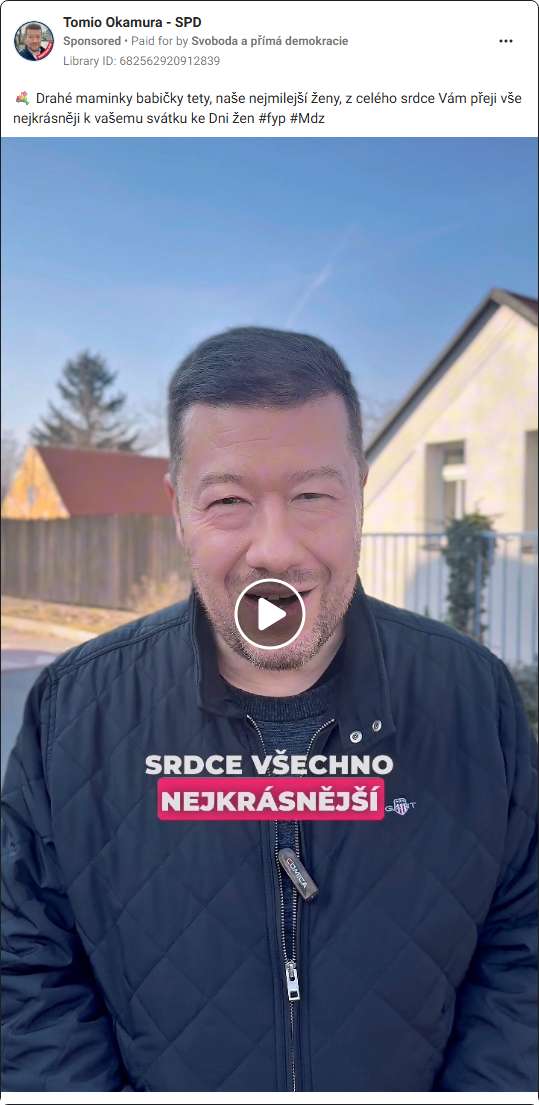 Tomio Okamura - SPD
Sponsored • Paid for by Svoboda a přímá demokracie
Library ID: 682562920912839
💐 Drahé maminky babičky tety, naše nejmilejší ženy, z celého srdce Vám přeji vše
nejkrásněji k vašemu svátku ke Dni žen #fyp #Mdz
SRDCE VŠECHNO
NEJKRÁSNĚJŠÍ
GANT
COMICA